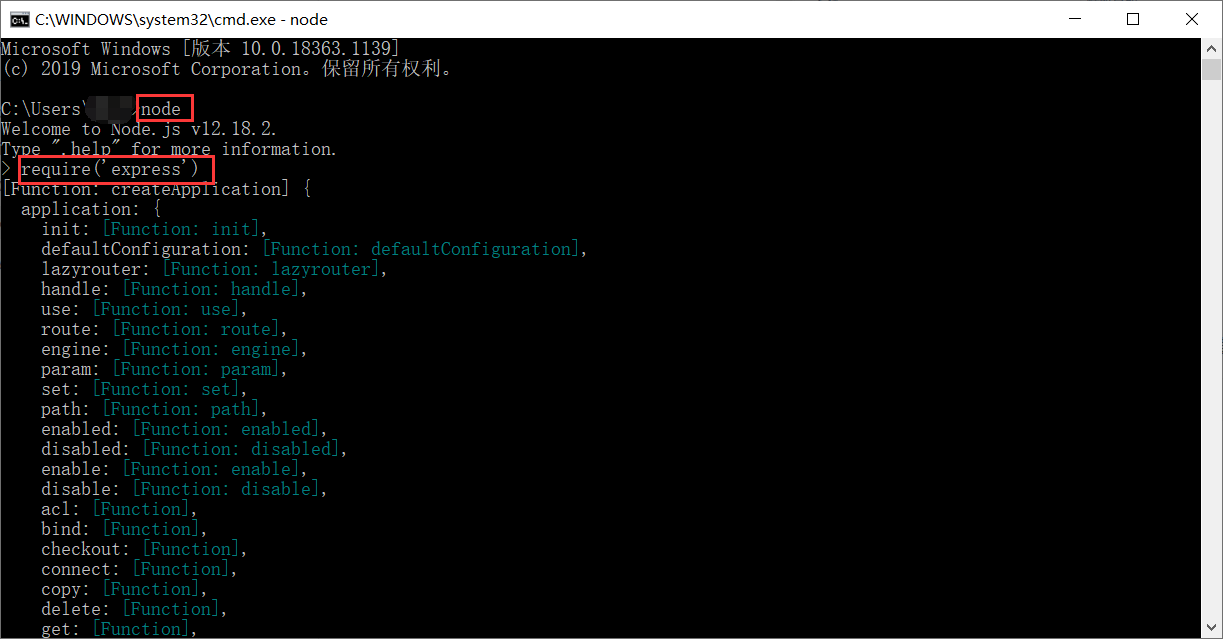 C:\WINDOWS\system32\cmd.exe - node
Microsoft Windows [版本 10.0.18363.1139]
(c) 2019 Microsoft Corporation。保留所有权利。
C:\Users\ node
Welcome to Node.js v12.18.2.
Type ".help" for more information.
> require('express')
[Function: createApplication] {
  application: {
    init: [Function: init],
    defaultConfiguration: [Function: defaultConfiguration],
    lazyrouter: [Function: lazyrouter],
    handle: [Function: handle],
    use: [Function: use],
    route: [Function: route],
    engine: [Function: engine],
    param: [Function: param],
    set: [Function: set],
    path: [Function: path],
    enabled: [Function: enabled],
    disabled: [Function: disabled],
    enable: [Function: enable],
    disable: [Function: disable],
    acl: [Function],
    bind: [Function],
    checkout: [Function],
    connect: [Function],
    copy: [Function],
    delete: [Function],
    get: [Function],